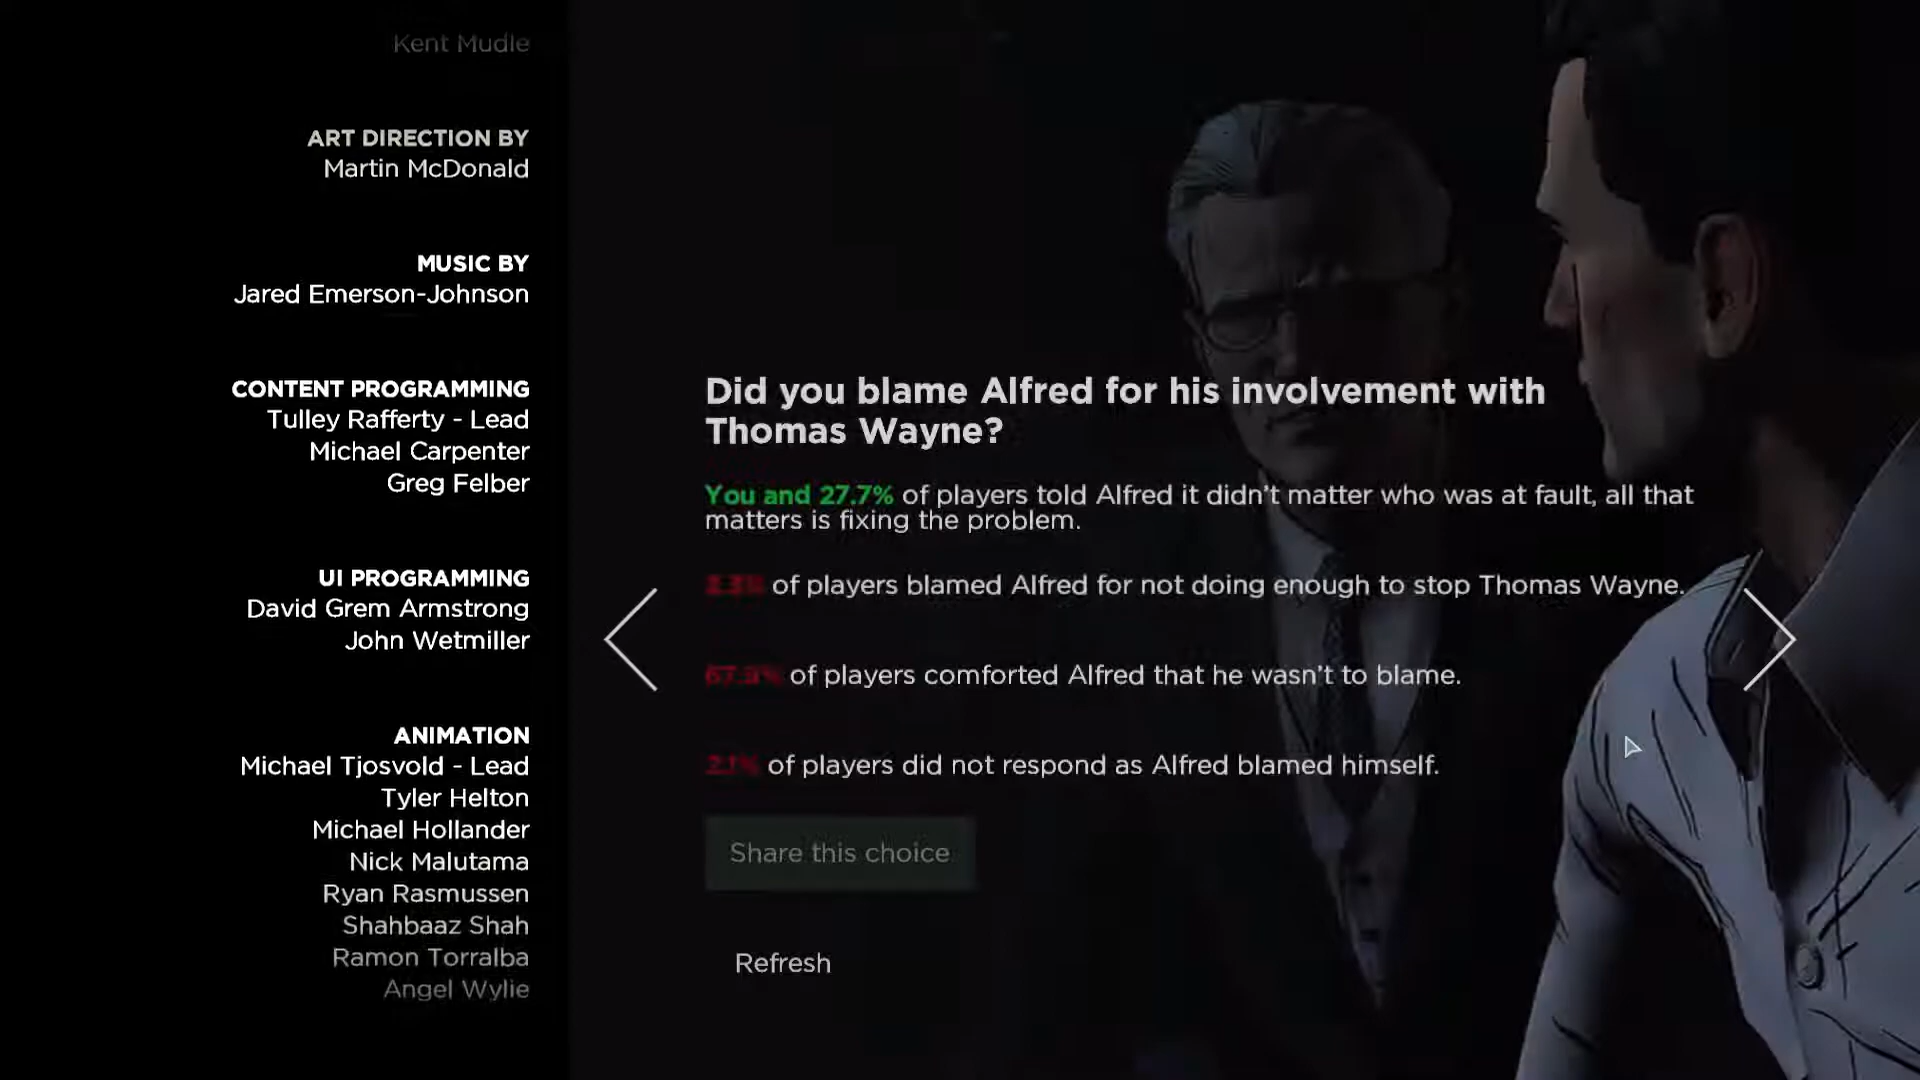 Kent Mudle
ART DIRECTION BY
Martin McDonald
MUSIC BY
Jared Emerson-Johnson
CONTENT PROGRAMMING
Tulley Rafferty - Lead
Michael Carpenter
Greg Felber
UI PROGRAMMING
David Grem Armstrong
John Wetmiller
ANIMATION
Michael Tjosvold - Lead
Tyler Helton
Michael Hollander
Nick Malutama
Ryan Rasmussen
Shahbaaz Shah
Ramon Torralba
Angel Wylie
Did you blame Alfred for his involvement with
Thomas Wayne?
You and 27.7% of players told Alfred it didn't matter who was at fault, all that
matters is fixing the problem.
of players blamed Alfred for not doing enough to stop Thomas Wayne.
of players comforted Alfred that he wasn't to blame.
2.1% of players did not respond as Alfred blamed himself.
Share this choice
Refresh